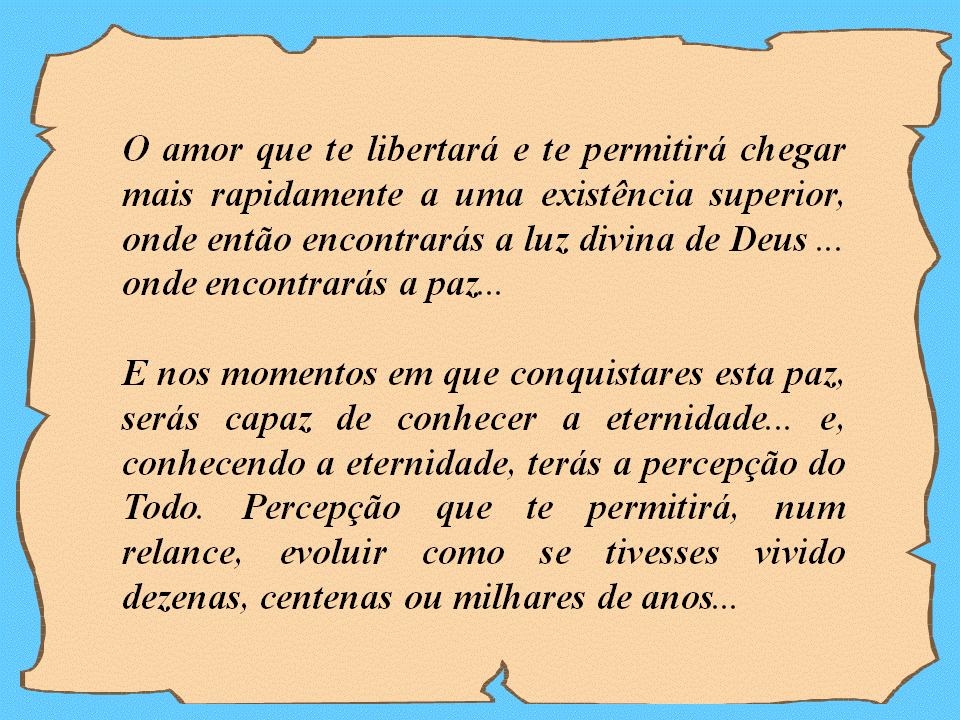 O amor que te libertará e te permitirá chegar
mais rapidamente a uma existência superior,
onde então encontrarás a luz divina de Deus ...
onde encontrarás a paz...
E nos momentos em que conquistares esta paz,
serás capaz de conhecer a eternidade... e,
conhecendo a eternidade, terás a percepção do
Todo. Percepção que te permitirá, num
relance, evoluir como se tivesses vivido
dezenas, centenas ou milhares de anos...